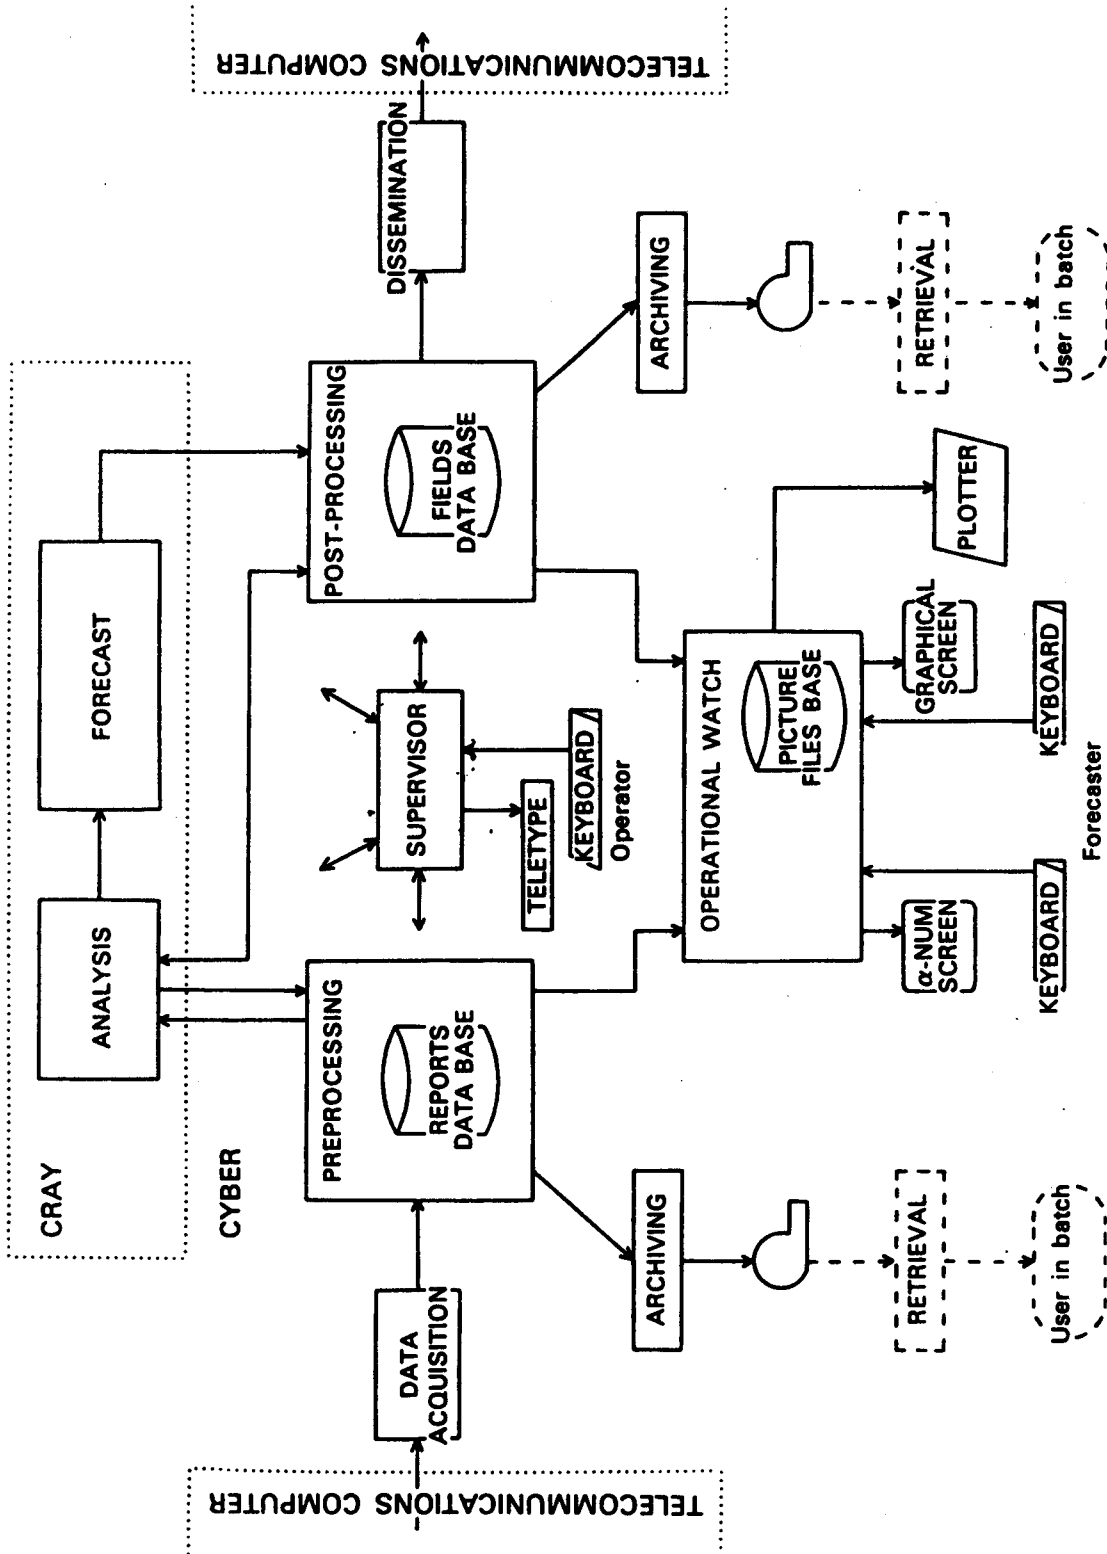 CRAY
ANALYSIS
FORECAST
CYBER
TELECOMMUNICATIONS COMPUTER
DATA
ACQUISITION
PREPROCESSING
REPORTS
DATA BASE
SUPERVISOR
TELETYPE
KEYBOARD
Operator
POST-PROCESSING
FIELDS
DATA BASE
DISSEMINATION
TELECOMMUNICATIONS COMPUTER
ARCHIVING
RETRIEVAL
User in batch
OPERATIONAL WATCH
PICTURE
FILES BASE
α-NUM
SCREEN
GRAPHICAL
SCREEN
PLOTTER
KEYBOARD
KEYBOARD
Forecaster
ARCHIVING
RETRIEVAL
User in batch